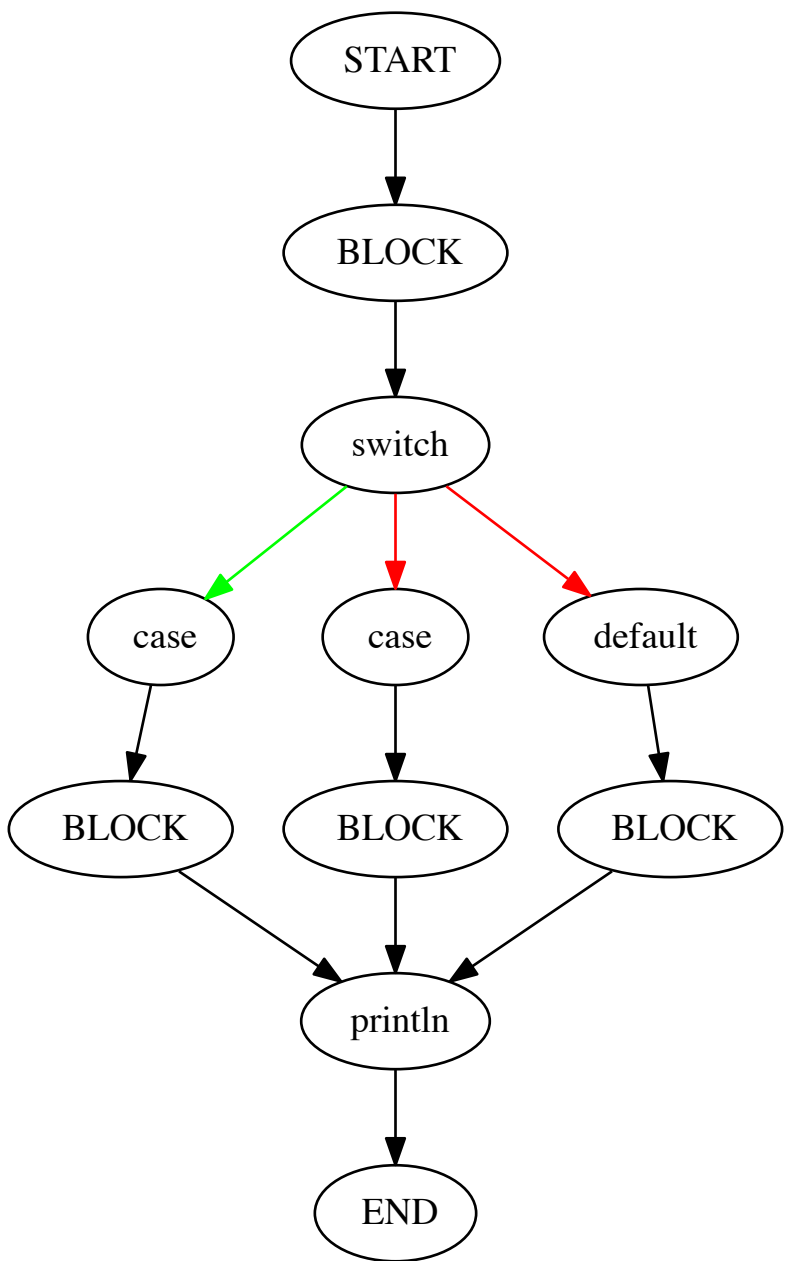 START
BLOCK
switch
case
case
default
BLOCK
BLOCK
BLOCK
println
END